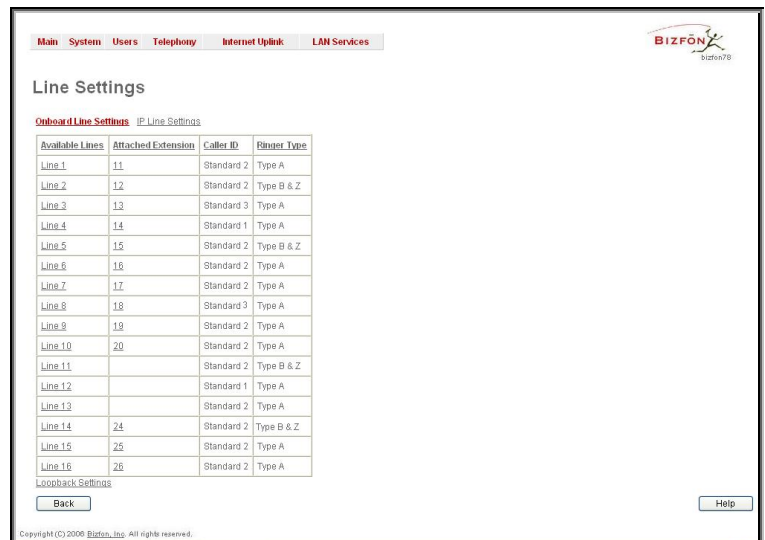 Main System Users Telephony Internet Uplink LAN Services
BIZFŌN
bizfon78
Line Settings
Onboard Line Settings IP Line Settings
Available Lines Attached Extension Caller ID Ringer Type
Line 1 11 Standard 2 Type A
Line 2 12 Standard 2 Type B & Z
Line 3 13 Standard 3 Type A
Line 4 14 Standard 1 Type A
Line 5 15 Standard 2 Type B & Z
Line 6 16 Standard 2 Type A
Line 7 17 Standard 2 Type A
Line 8 18 Standard 3 Type A
Line 9 19 Standard 2 Type A
Line 10 20 Standard 2 Type A
Line 11 Standard 2 Type B & Z
Line 12 Standard 1 Type A
Line 13 Standard 2 Type A
Line 14 24 Standard 2 Type B & Z
Line 15 25 Standard 2 Type A
Line 16 26 Standard 2 Type A
Loopback Settings
Back Help
Copyright (C) 2006 Bizfon, Inc. All rights reserved.